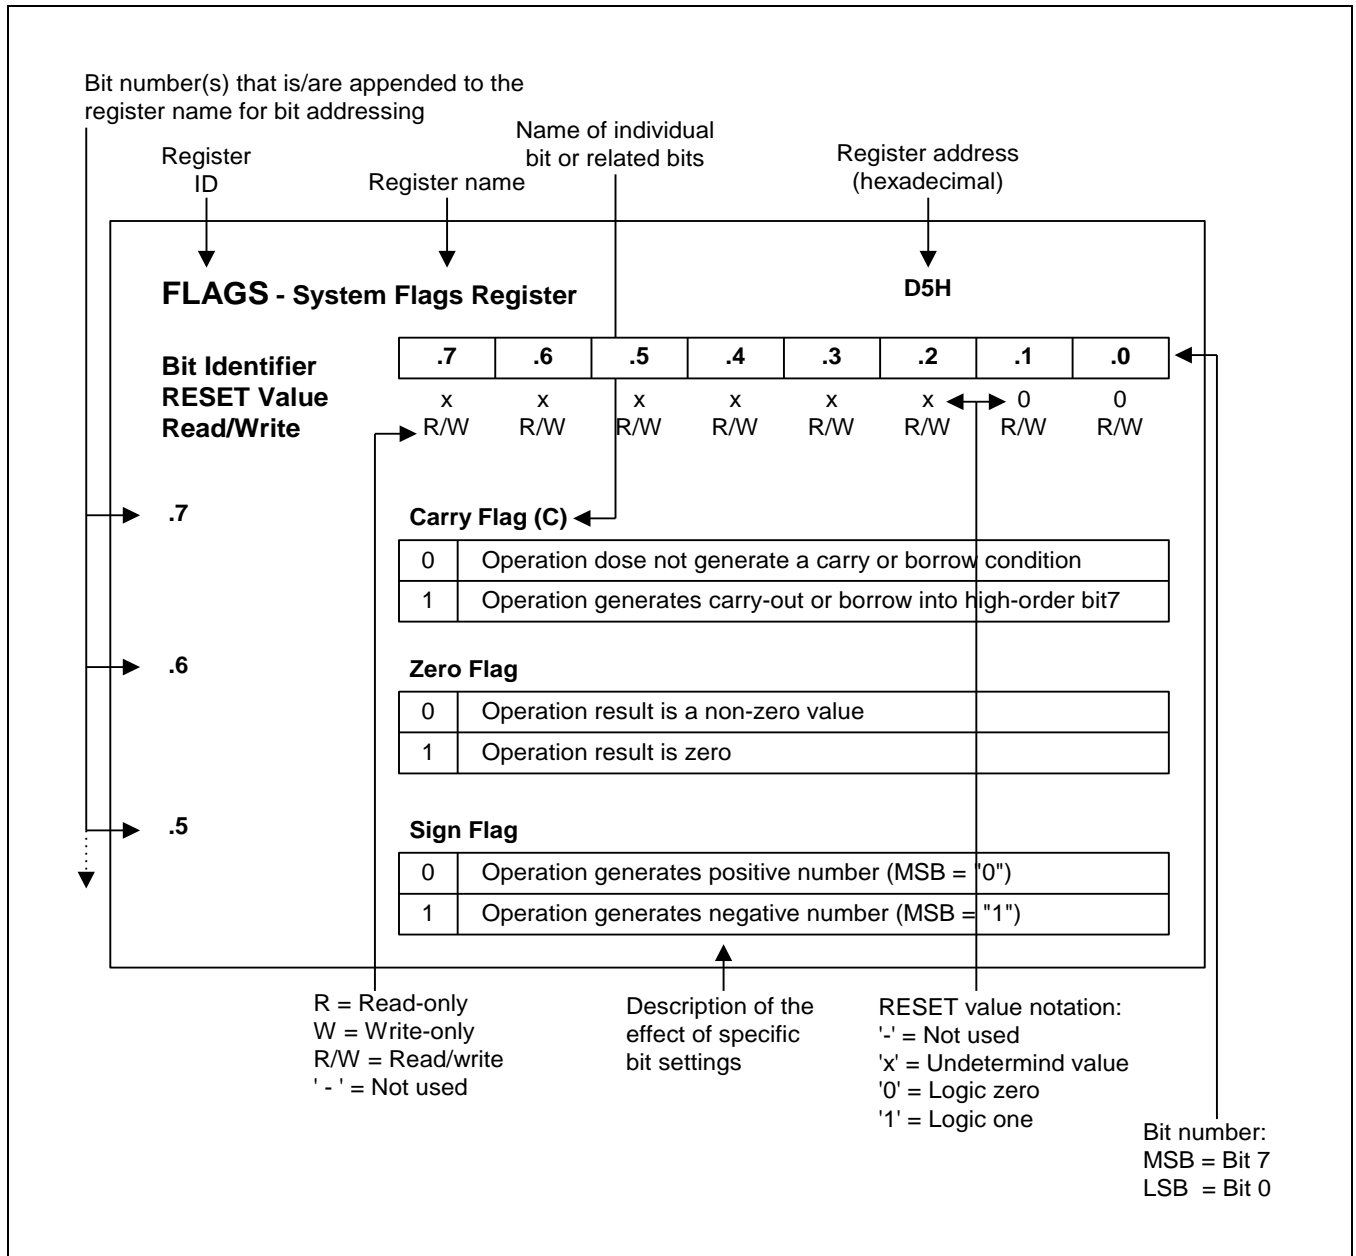 Bit number(s) that is/are appended to the
register name for bit addressing
Register
ID
Register name
Name of individual
bit or related bits
Register address
(hexadecimal)
FLAGS - System Flags Register
D5H
Bit Identifier
.7 .6 .5 .4 .3 .2 .1 .0
RESET Value
x x x x x x 0 0
Read/Write
R/W R/W R/W R/W R/W R/W R/W R/W
.7
Carry Flag (C)
0 Operation dose not generate a carry or borrow condition
1 Operation generates carry-out or borrow into high-order bit7
.6
Zero Flag
0 Operation result is a non-zero value
1 Operation result is zero
.5
Sign Flag
0 Operation generates positive number (MSB = "0")
1 Operation generates negative number (MSB = "1")
R = Read-only
W = Write-only
R/W = Read/write
' - ' = Not used
Description of the
effect of specific
bit settings
RESET value notation:
'-' = Not used
'x' = Undetermind value
'0' = Logic zero
'1' = Logic one
Bit number:
MSB = Bit 7
LSB = Bit 0